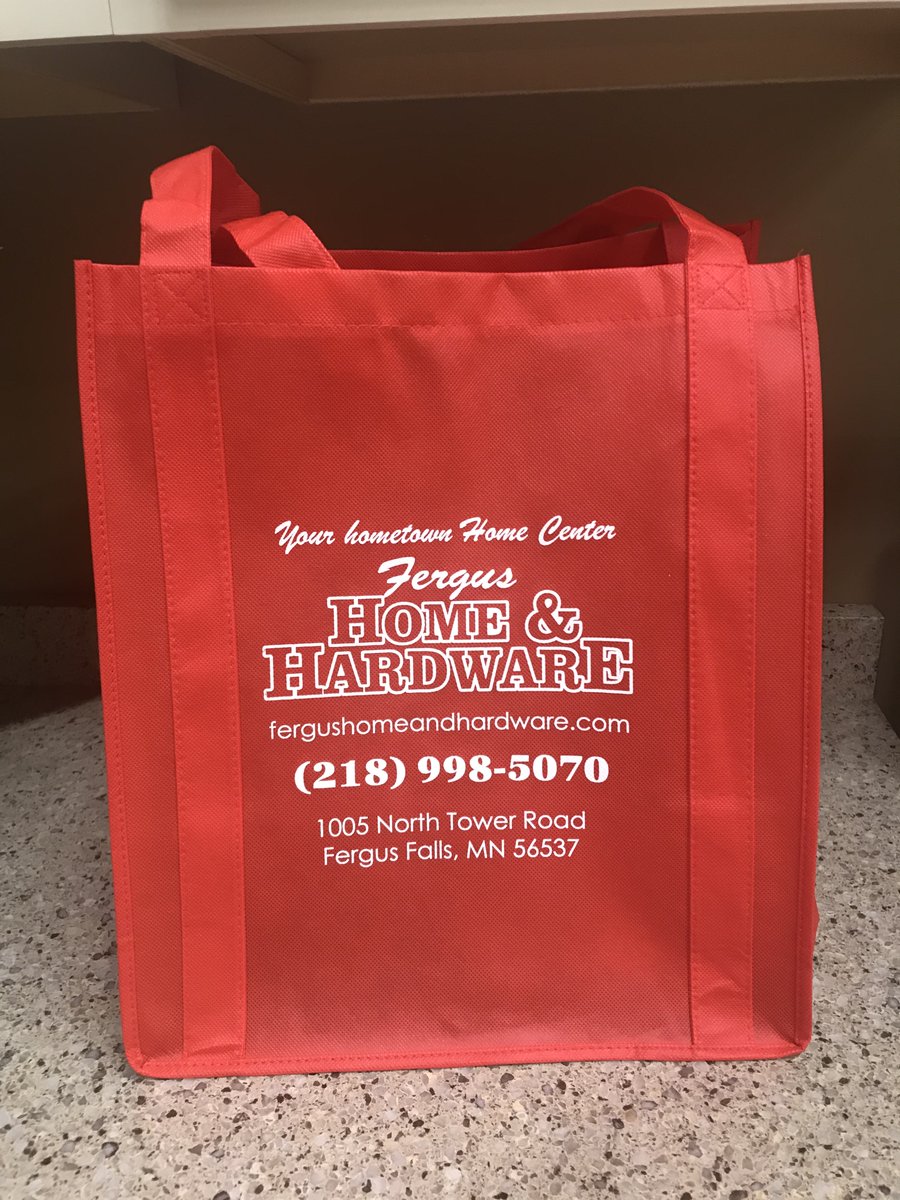 Your hometown Home Center
Fergus
HOME &
HARDWARE
fergushomeandhardware.com
(218) 998-5070
1005 North Tower Road
Fergus Falls, MN 56537